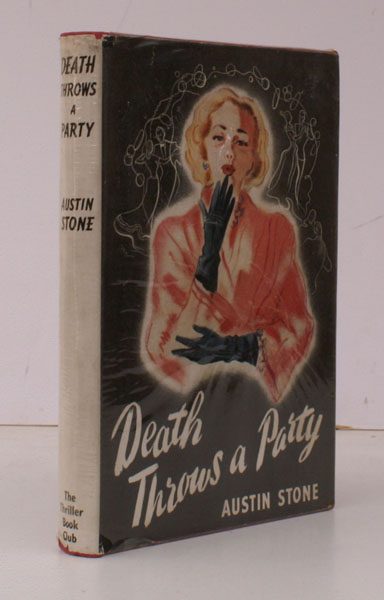 DEATH
THROWS
A
PARTY
AUSTIN
STONE
The
Thriller
Book
Club
Death
Throws a Party
AUSTIN STONE